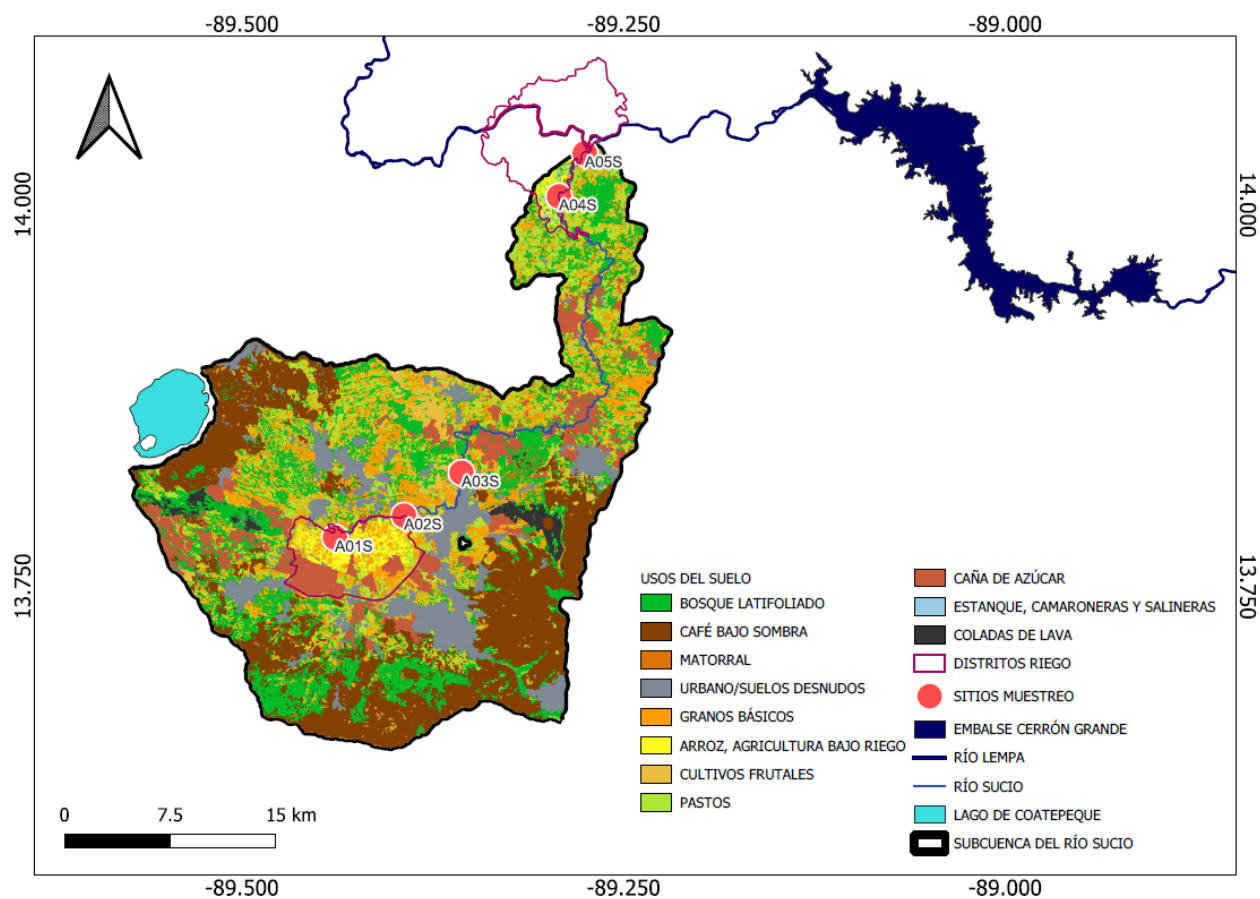 -89.500
-89.250
-89.000
14.000
14.000
A05S
A04S
A03S
A02S
A01S
13.750
13.750
USOS DEL SUELO
BOSQUE LATIFOLIADO
CAFÉ BAJO SOMBRA
MATORRAL
URBANO/SUELOS DESNUDOS
GRANOS BÁSICOS
ARROZ, AGRICULTURA BAJO RIEGO
CULTIVOS FRUTALES
PASTOS
CAÑA DE AZÚCAR
ESTANQUE, CAMARONERAS Y SALINERAS
COLADAS DE LAVA
DISTRITOS RIEGO
SITIOS MUESTREO
EMBALSE CERRÓN GRANDE
RÍO LEMPA
RÍO SUCIO
LAGO DE COATEPEQUE
SUBCUENCA DEL RÍO SUCIO
0 7.5 15 km
-89.500
-89.250
-89.000